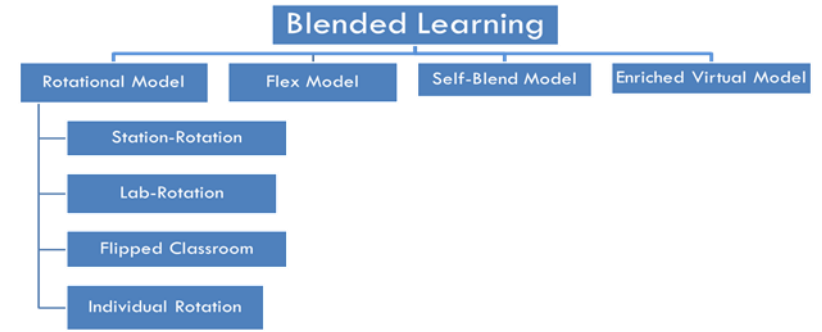 Blended Learning
Rotational Model
Flex Model
Self-Blend Model
Enriched Virtual Model
Station-Rotation
Lab-Rotation
Flipped Classroom
Individual Rotation